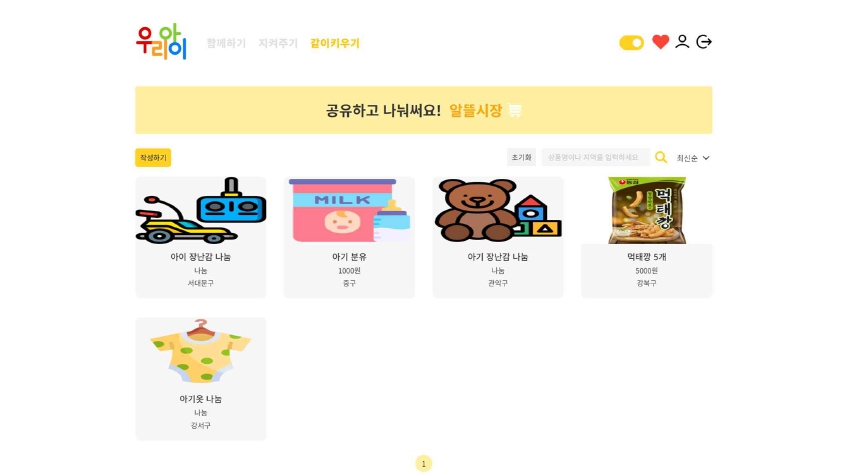 우리아이
함께하기 지켜주기 같이키우기
공유하고 나눠써요! 알뜰시장
작성하기
초기화 상품명이나 지역을 입력하세요 최신순
MILK
농심
먹태깡
아이 장난감 나눔
나눔
서대문구
아기 분유
1000원
중구
아기 장난감 나눔
나눔
관악구
먹태깡 5개
5000원
강북구
아기옷 나눔
나눔
강서구
1